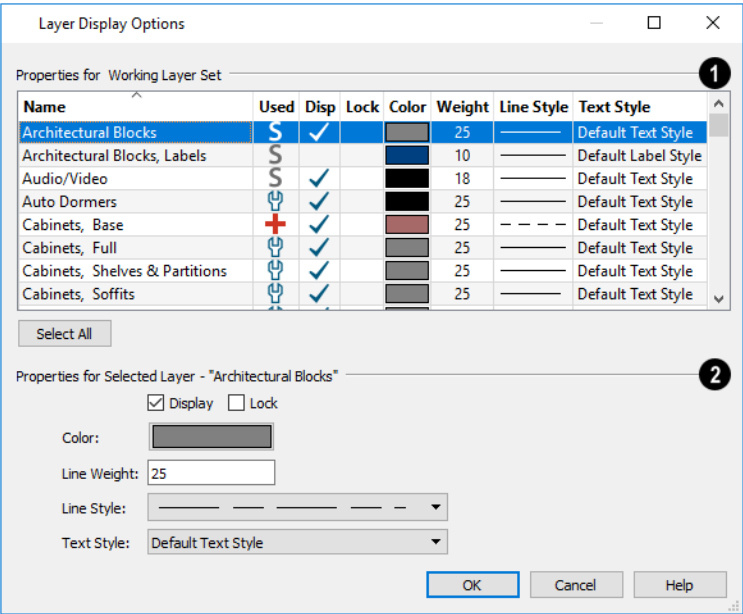 Layer Display Options
Properties for Working Layer Set
1
Name Used Disp Lock Color Weight Line Style Text Style
Architectural Blocks S 25 Default Text Style
Architectural Blocks, Labels S 10 Default Label Style
Audio/Video S 18 Default Text Style
Auto Dormers 25 Default Text Style
Cabinets, Base 25 Default Text Style
Cabinets, Full 25 Default Text Style
Cabinets, Shelves & Partitions 25 Default Text Style
Cabinets, Soffits 25 Default Text Style
Select All
Properties for Selected Layer - "Architectural Blocks"
2
Display Lock
Color:
Line Weight: 25
Line Style:
Text Style: Default Text Style
OK Cancel Help